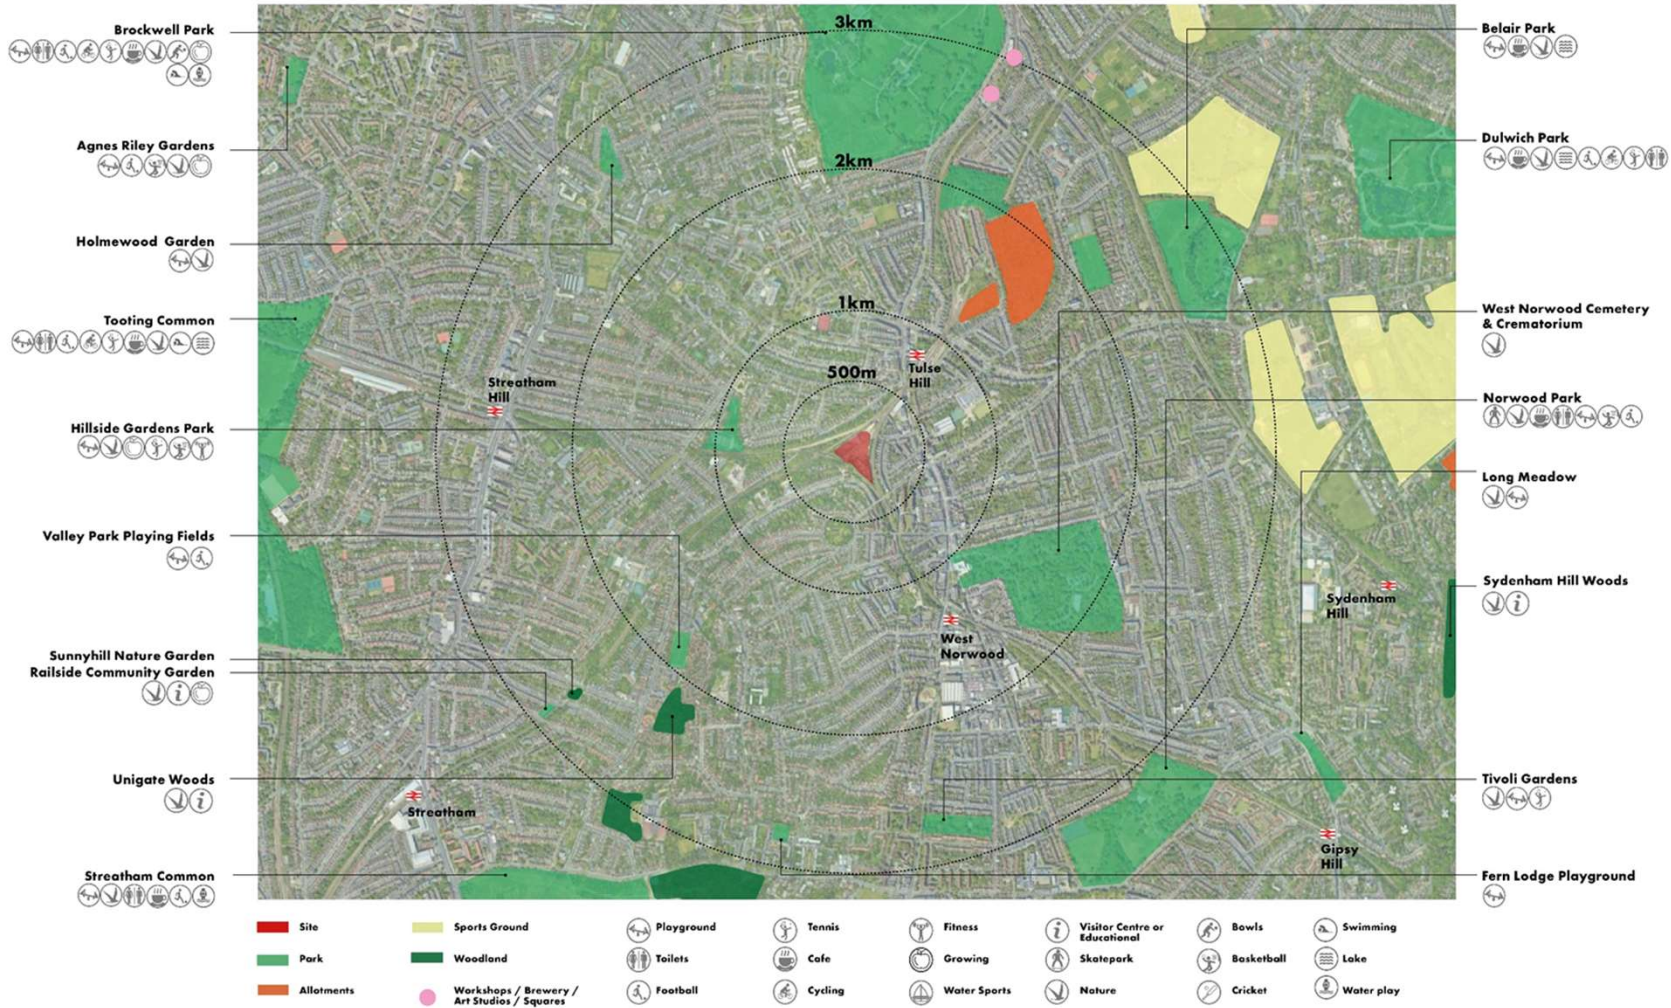 Brockwell Park
Agnes Riley Gardens
Holmewood Garden
Tooting Common
Hillside Gardens Park
Valley Park Playing Fields
Sunnyhill Nature Garden
Railside Community Garden
Unigate Woods
Streatham Common
3km
2km
1km
500m
Tulse
Hill
Streatham
Hill
West
Norwood
Sydenham
Hill
Streatham
Gipsy
Hill
Belair Park
Dulwich Park
West Norwood Cemetery
& Crematorium
Norwood Park
Long Meadow
Sydenham Hill Woods
Tivoli Gardens
Fern Lodge Playground
Site
Park
Allotments
Sports Ground
Woodland
Workshops / Brewery /
Art Studios / Squares
Playground
Toilets
Football
Tennis
Cafe
Cycling
Fitness
Growing
Water Sports
Visitor Centre or
Educational
Skatepark
Nature
Bowls
Basketball
Cricket
Swimming
Lake
Water play